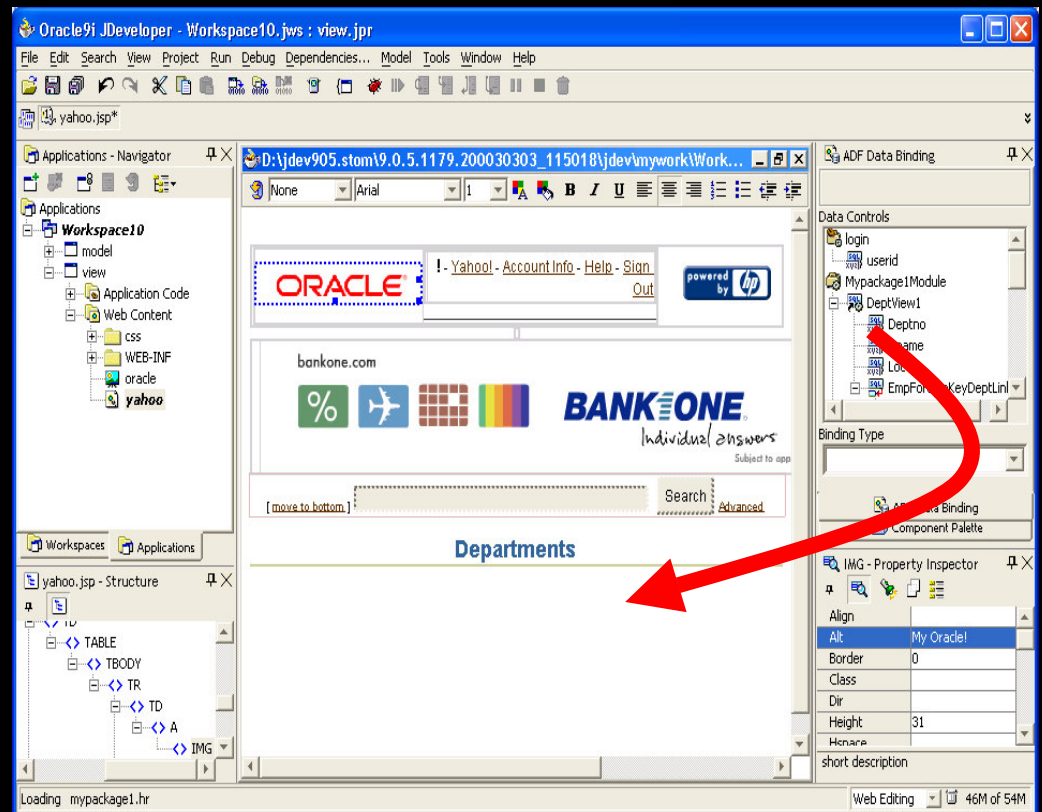 Oracle9i JDeveloper - Workspace10.jws : view.jpr
File Edit Search View Project Run Debug Dependencies... Model Tools Window Help
yahoo.jsp*
Applications - Navigator
Applications
Workspace10
model
view
Application Code
Web Content
css
WEB-INF
oracle
yahoo
Workspaces
Applications
yahoo.jsp - Structure
TD
TABLE
TBODY
TR
TD
A
IMG
D:\jdev905.stom\9.0.5.1179.200030303_115018\jdev\mywork\Work...
None Arial 1 B I U
ORACLE
! - Yahoo! - Account Info - Help - Sign
Out
powered
by hp
bankone.com
%
BANK ONE
Individual answers
Subject to app
[ move to bottom ] Search Advanced
Departments
ADF Data Binding
Data Controls
login
userid
Mypackage1Module
DeptView1
Deptno
Binding Type
Binding
Component Palette
IMG - Property Inspector
Align
Alt My Oracle!
Border 0
Class
Dir
Height 31
Hspace
short description
Loading mypackage1.hr
Web Editing 46M of 54M